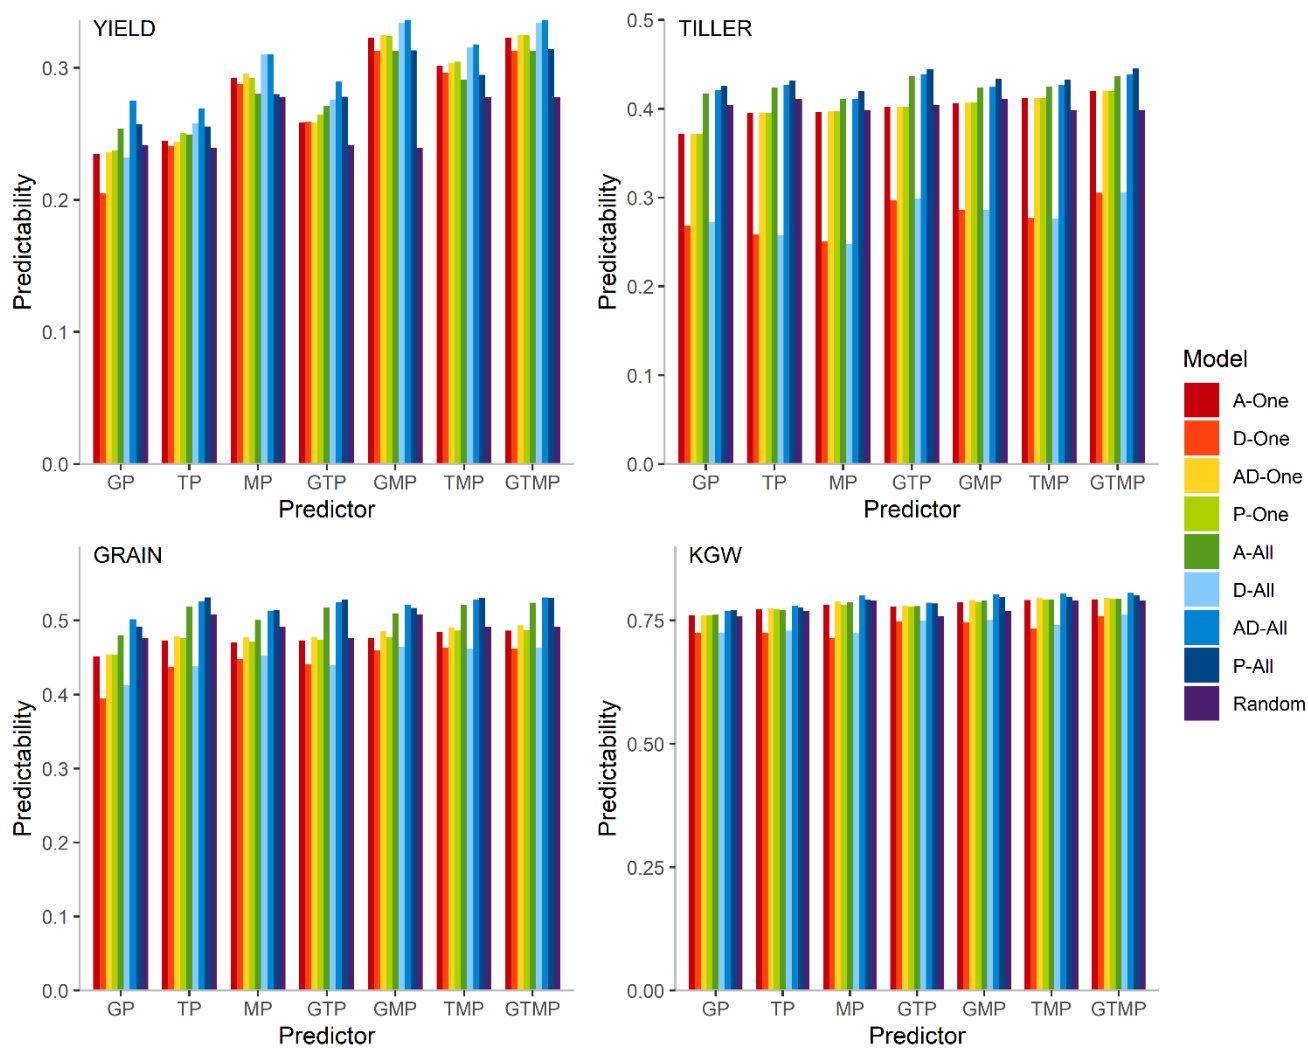 YIELD
Predictability
0.3
0.2
0.1
0.0
GP TP MP GTP GMP TMP GTMP
Predictor
TILLER
Predictability
0.5
0.4
0.3
0.2
0.1
0.0
GP TP MP GTP GMP TMP GTMP
Predictor
GRAIN
Predictability
0.5
0.4
0.3
0.2
0.1
0.0
GP TP MP GTP GMP TMP GTMP
Predictor
KGW
Predictability
0.75
0.50
0.25
0.00
GP TP MP GTP GMP TMP GTMP
Predictor
Model
A-One
D-One
AD-One
P-One
A-All
D-All
AD-All
P-All
Random